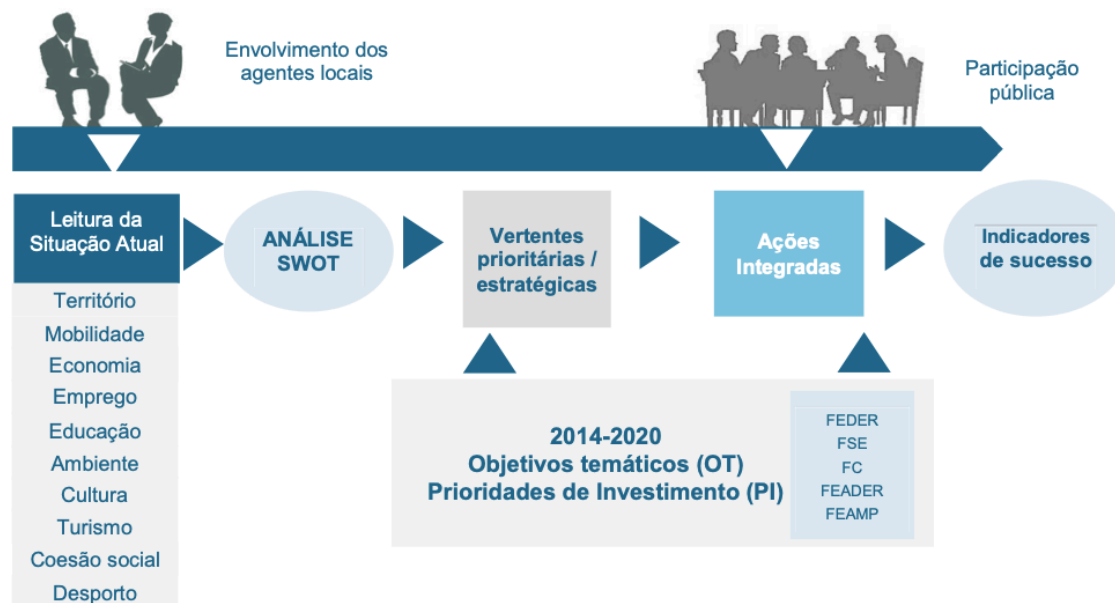 Envolvimento dos
agentes locais
Participação
pública
Leitura da
Situação Atual
ANÁLISE
SWOT
Vertentes
prioritárias /
estratégicas
Ações
Integradas
Indicadores
de sucesso
Território
Mobilidade
Economia
Emprego
Educação
Ambiente
Cultura
Turismo
Coesão social
Desporto
2014-2020
Objetivos temáticos (OT)
Prioridades de Investimento (PI)
FEDER
FSE
FC
FEADER
FEAMP